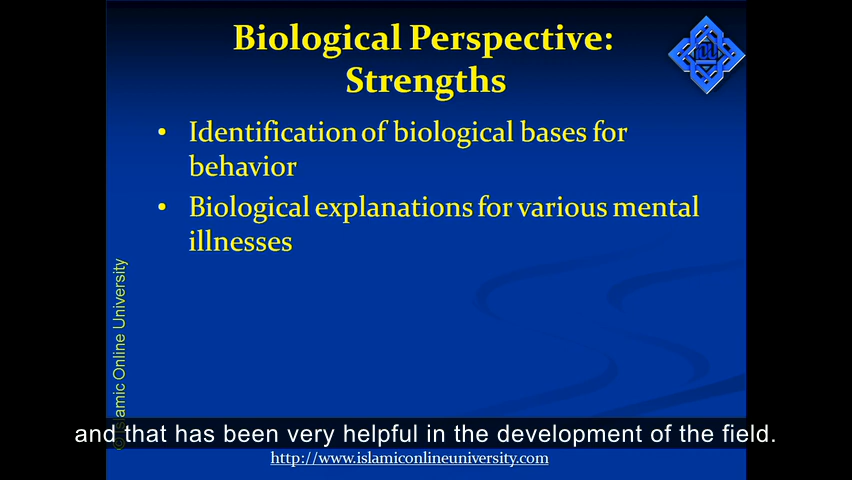 Biological Perspective:
Strengths
• Identification of biological bases for
behavior
• Biological explanations for various mental
illnesses
© Islamic Online University
and that has been very helpful in the development of the field.
http://www.islamiconlineuniversity.com